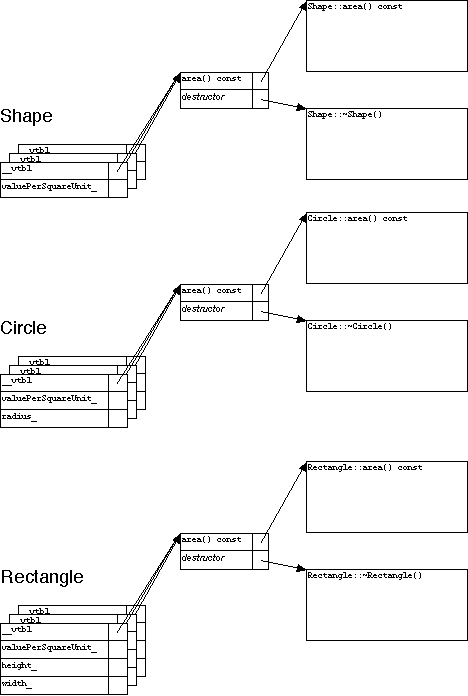 Shape::area() const
area() const
destructor
Shape::~Shape()
Shape
__vtbl
__vtbl
__vtbl
valuePerSquareUnit_
Circle::area() const
area() const
destructor
Circle::~Circle()
Circle
__vtbl
__vtbl
__vtbl
valuePerSquareUnit_
radius_
Rectangle::area() const
area() const
destructor
Rectangle::~Rectangle()
Rectangle
__vtbl
__vtbl
__vtbl
valuePerSquareUnit_
height_
width_